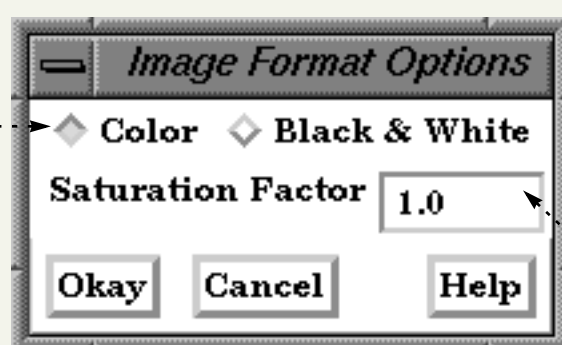 Image Format Options
Color Black & White
Saturation Factor 1.0
Okay Cancel Help